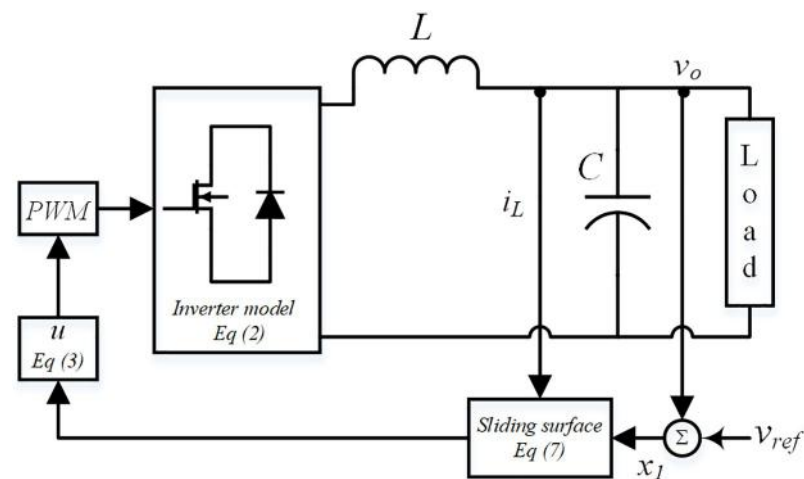 L
v_o
C
i_L
L
o
a
d
PWM
Inverter model
Eq (2)
u
Eq (3)
Sliding surface
Eq (7)
Σ
x_1
v_ref